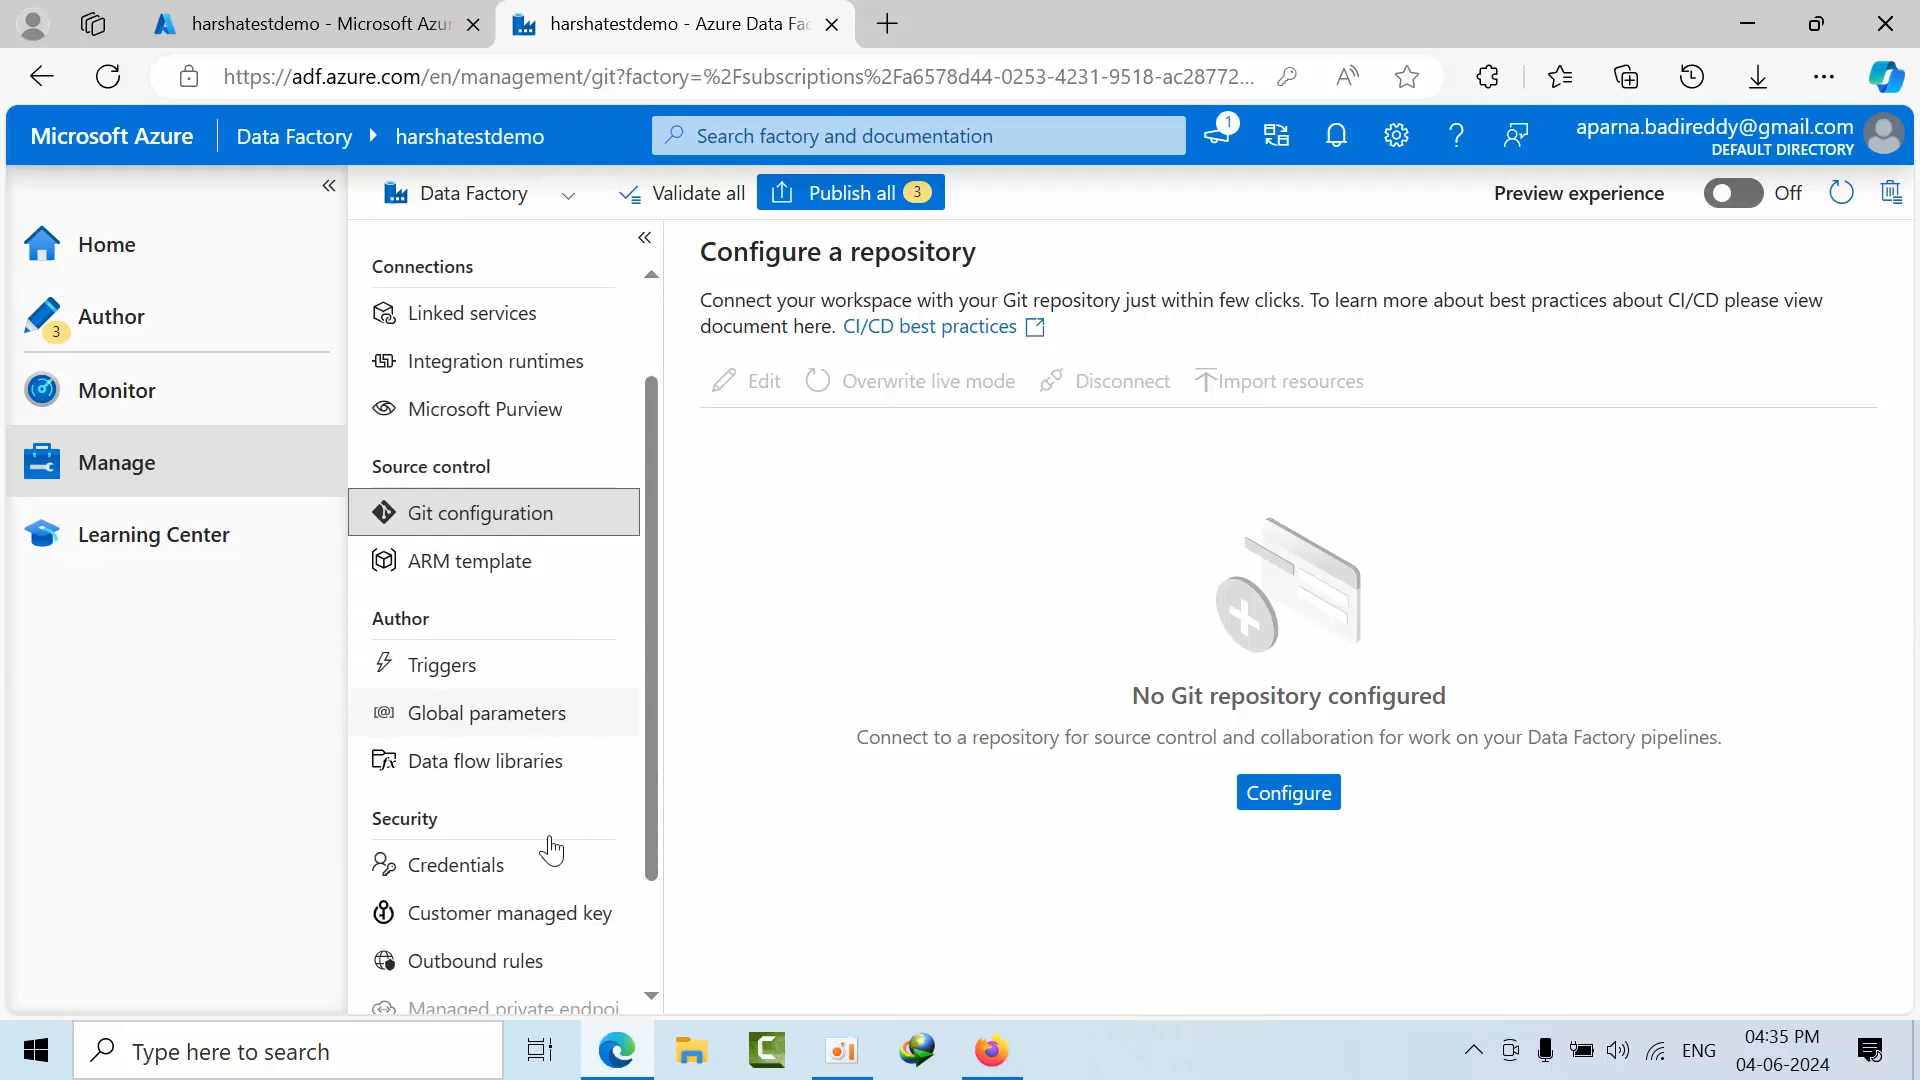 harshatestdemo - Microsoft Azu
harshatestdemo - Azure Data Fac
https://adf.azure.com/en/management/git?factory=%2Fsubscriptions%2Fa6578d44-0253-4231-9518-ac28772...
Microsoft Azure
Data Factory
harshatestdemo
Search factory and documentation
1
aparna.badireddy@gmail.com
DEFAULT DIRECTORY
Data Factory
Validate all
Publish all 3
Preview experience
Off
Home
Author
3
Monitor
Manage
Learning Center
Connections
Linked services
Integration runtimes
Microsoft Purview
Source control
Git configuration
ARM template
Author
Triggers
Global parameters
Data flow libraries
Security
Credentials
Customer managed key
Outbound rules
Managed private endpoi
Configure a repository
Connect your workspace with your Git repository just within few clicks. To learn more about best practices about CI/CD please view
document here. CI/CD best practices
Edit
Overwrite live mode
Disconnect
Import resources
No Git repository configured
Connect to a repository for source control and collaboration for work on your Data Factory pipelines.
Configure
Type here to search
ENG
04:35 PM
04-06-2024